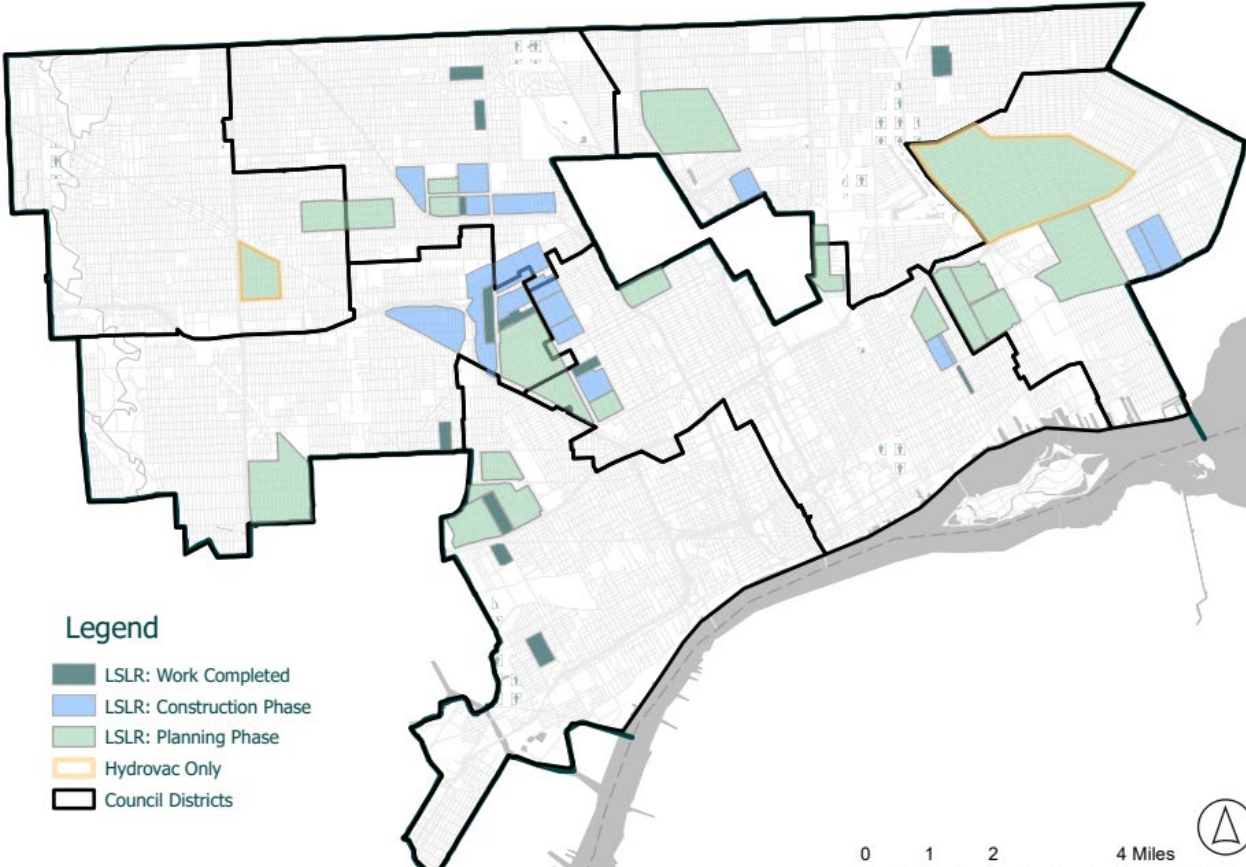 Legend
LSLR: Work Completed
LSLR: Construction Phase
LSLR: Planning Phase
Hydrovac Only
Council Districts
0 1 2 4 Miles